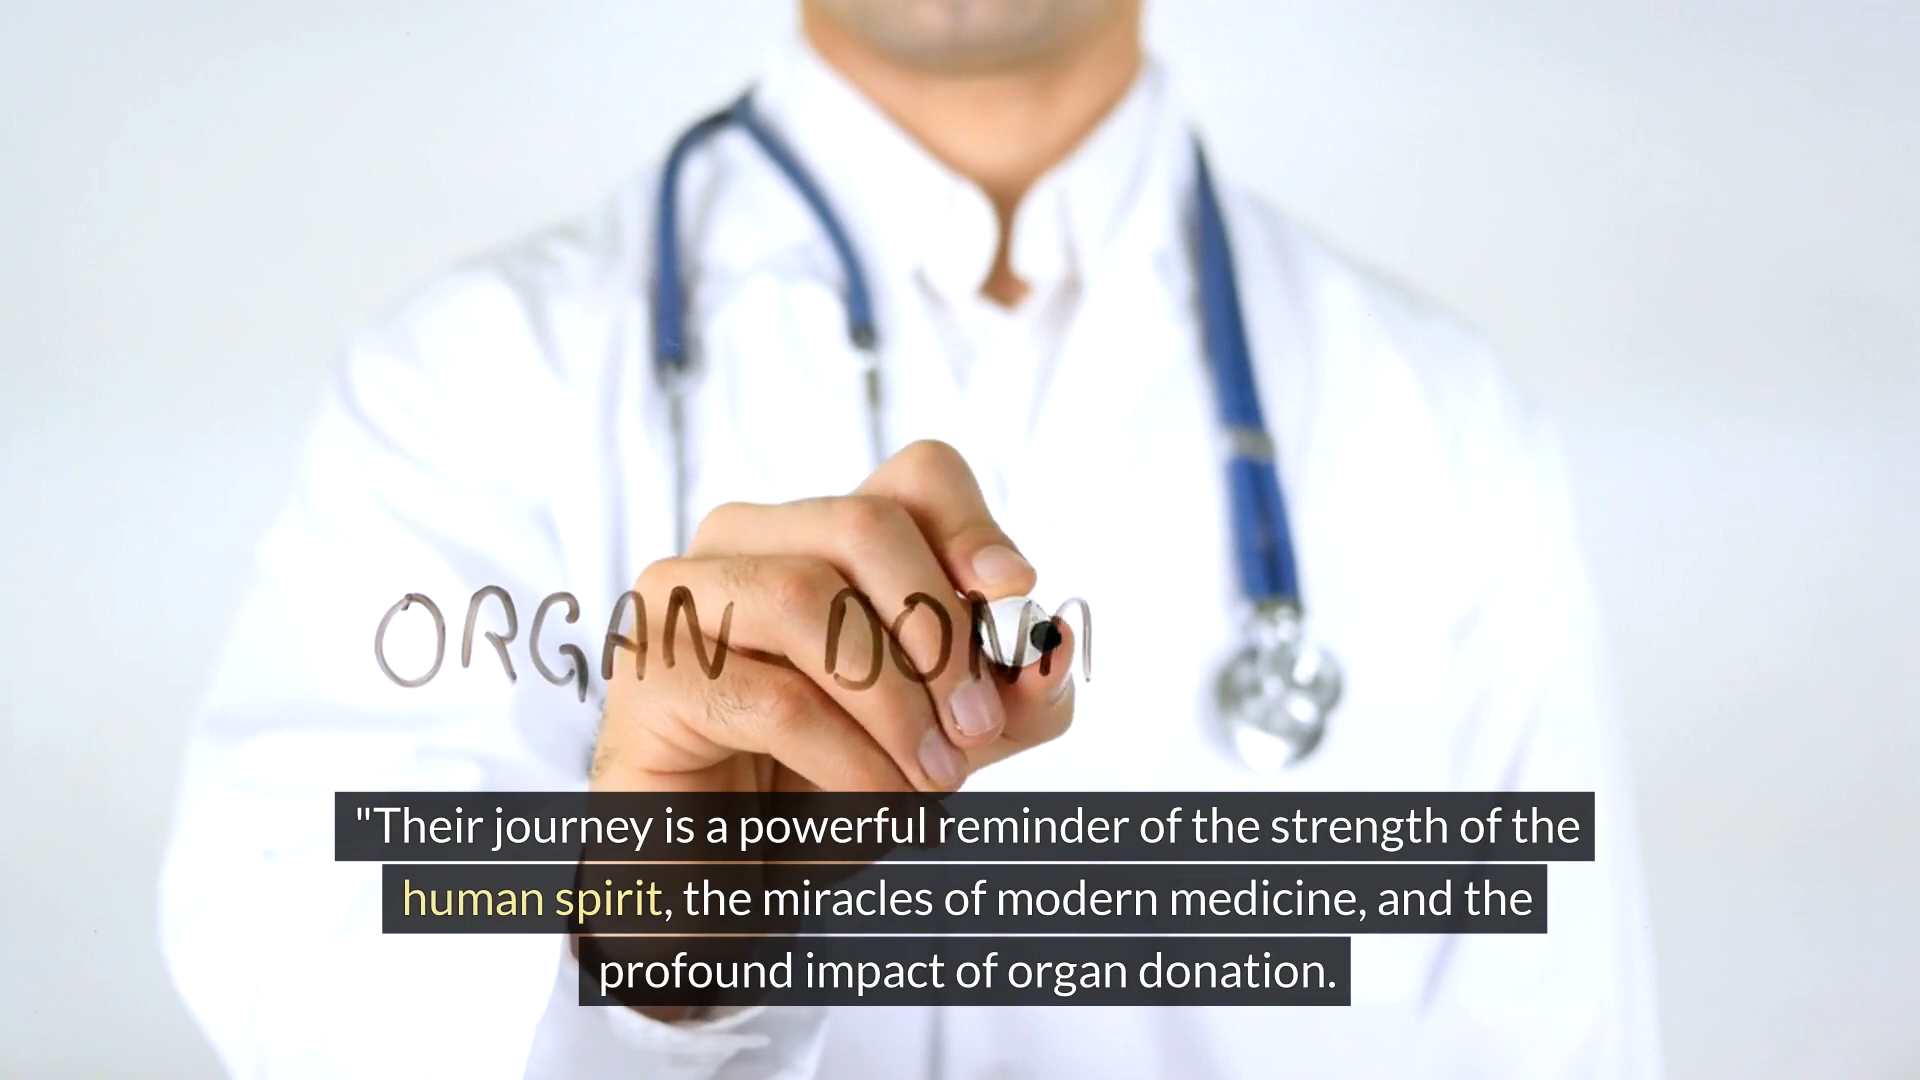 ORGAN DON
"Their journey is a powerful reminder of the strength of the
human spirit, the miracles of modern medicine, and the
profound impact of organ donation.